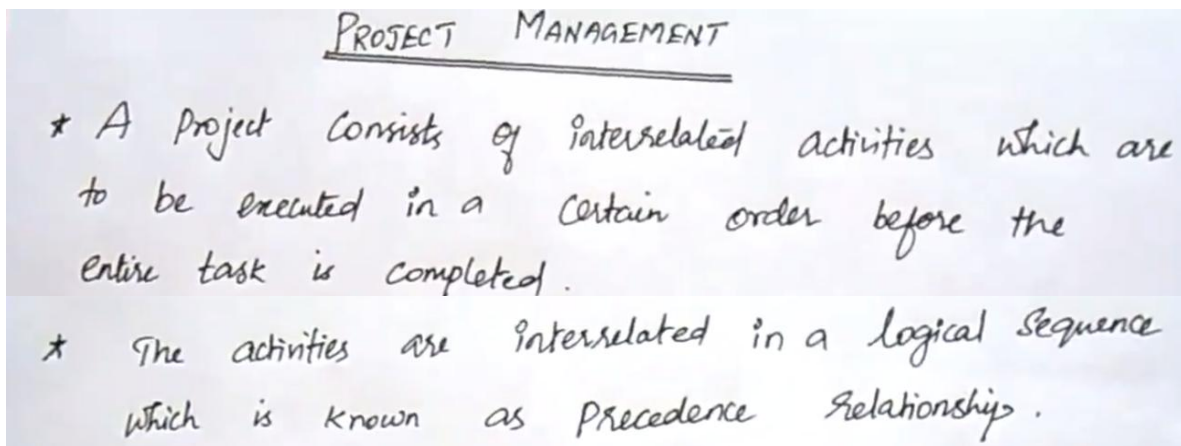 PROJECT MANAGEMENT
* A Project Consists of interrelated activities which are
to be executed in a certain order before the
entire task is completed.
* The activities are interrelated in a logical sequence
which is known as Precedence relationship.